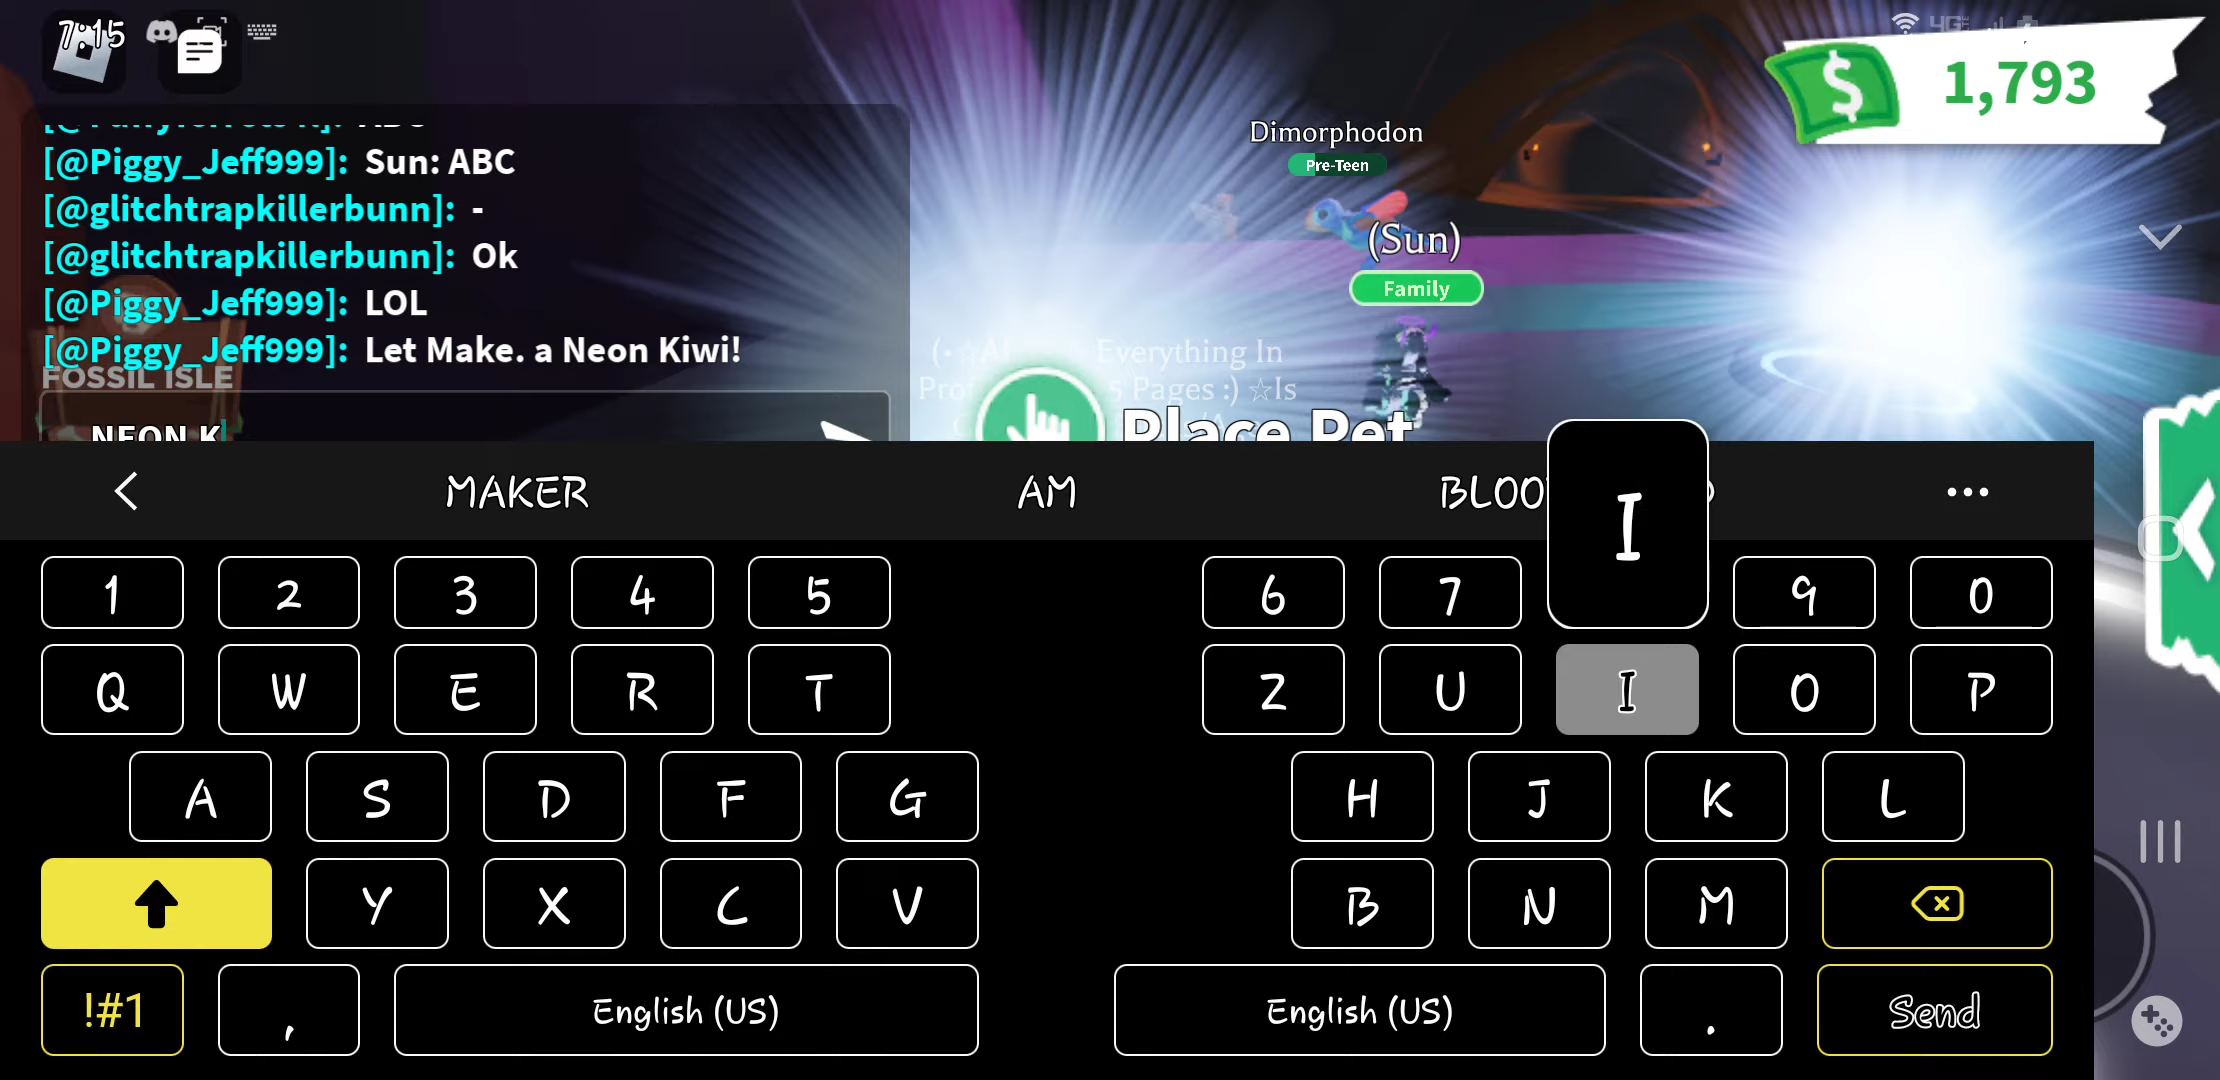 7:15
4G
1,793
[@Piggy_Jeff999]: Sun: ABC
[@glitchtrapkillerbunn]: -
[@glitchtrapkillerbunn]: Ok
[@Piggy_Jeff999]: LOL
[@Piggy_Jeff999]: Let Make. a Neon Kiwi!
FOSSIL ISLE
NEON K
Dimorphodon
Pre-Teen
(Sun)
Family
Everything In
5 Pages :) ☆Is
Place Pet
MAKER AM
I
1 2 3 4 5 6 7 9 0
Q W E R T Z U I O P
A S D F G H J K L
Y X C V B N M
!#1 , English (US) English (US) . Send